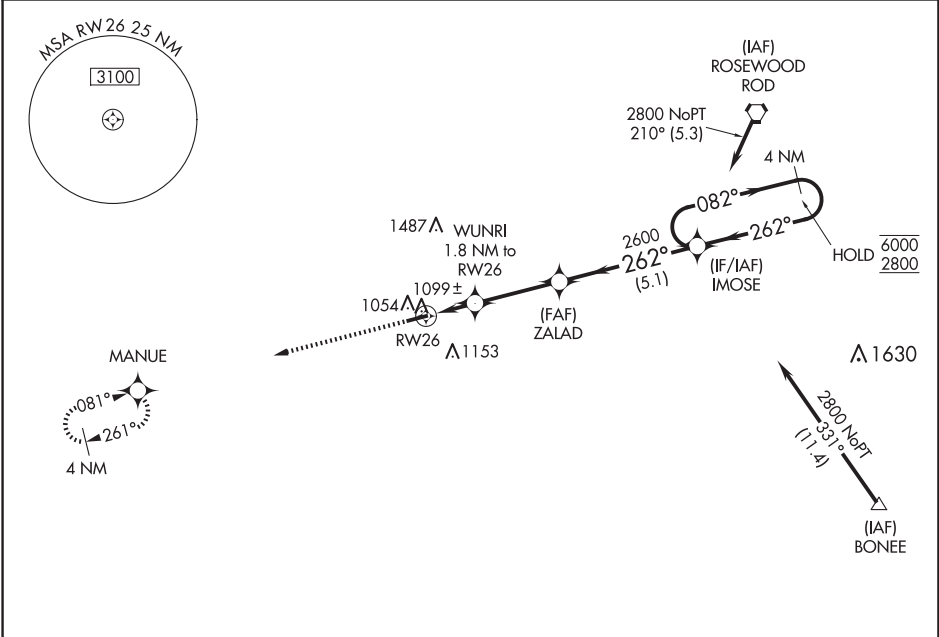 MSA RW 26 25 NM
3100
(IAF)
ROSEWOOD
ROD
2800 NoPT
210° (5.3)
4 NM
082°
262°
HOLD
6000
2800
(IF/IAF)
IMOSE
2600
262°
(5.1)
1487
WUNRI
1.8 NM to
RW26
1099 ±
1054
RW26
1153
(FAF)
ZALAD
MANUE
081°
261°
4 NM
1630
2800 NoPT
331°
(11.4)
(IAF)
BONEE